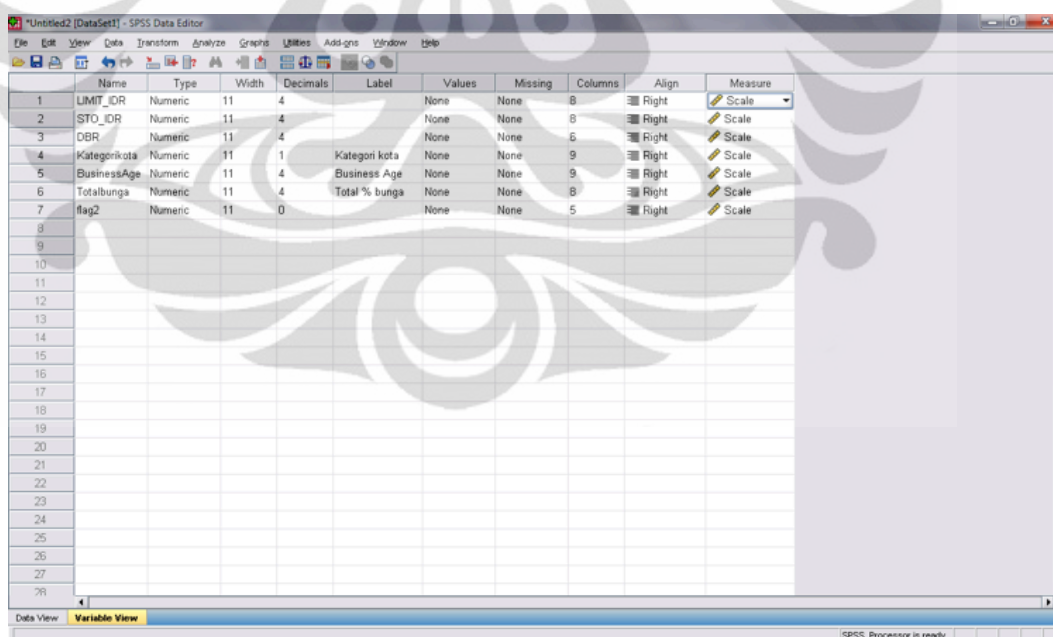 *Untitled2 [DataSet1] - SPSS Data Editor
File Edit View Data Transform Analyze Graphs Utilities Add-ons Window Help
Name Type Width Decimals Label Values Missing Columns Align Measure
1 LIMIT_IDR Numeric 11 4 None None 8 Right Scale
2 STO_IDR Numeric 11 4 None None 8 Right Scale
3 DBR Numeric 11 4 None None 6 Right Scale
4 Kategorikota Numeric 11 1 Kategori kota None None 9 Right Scale
5 BusinessAge Numeric 11 4 Business Age None None 9 Right Scale
6 Totalbunga Numeric 11 4 Total % bunga None None 8 Right Scale
7 flag2 Numeric 11 0 None None 5 Right Scale
8
9
10
11
12
13
14
15
16
17
18
19
20
21
22
23
24
25
26
27
28
Data View Variable View
SPSS Processor is ready